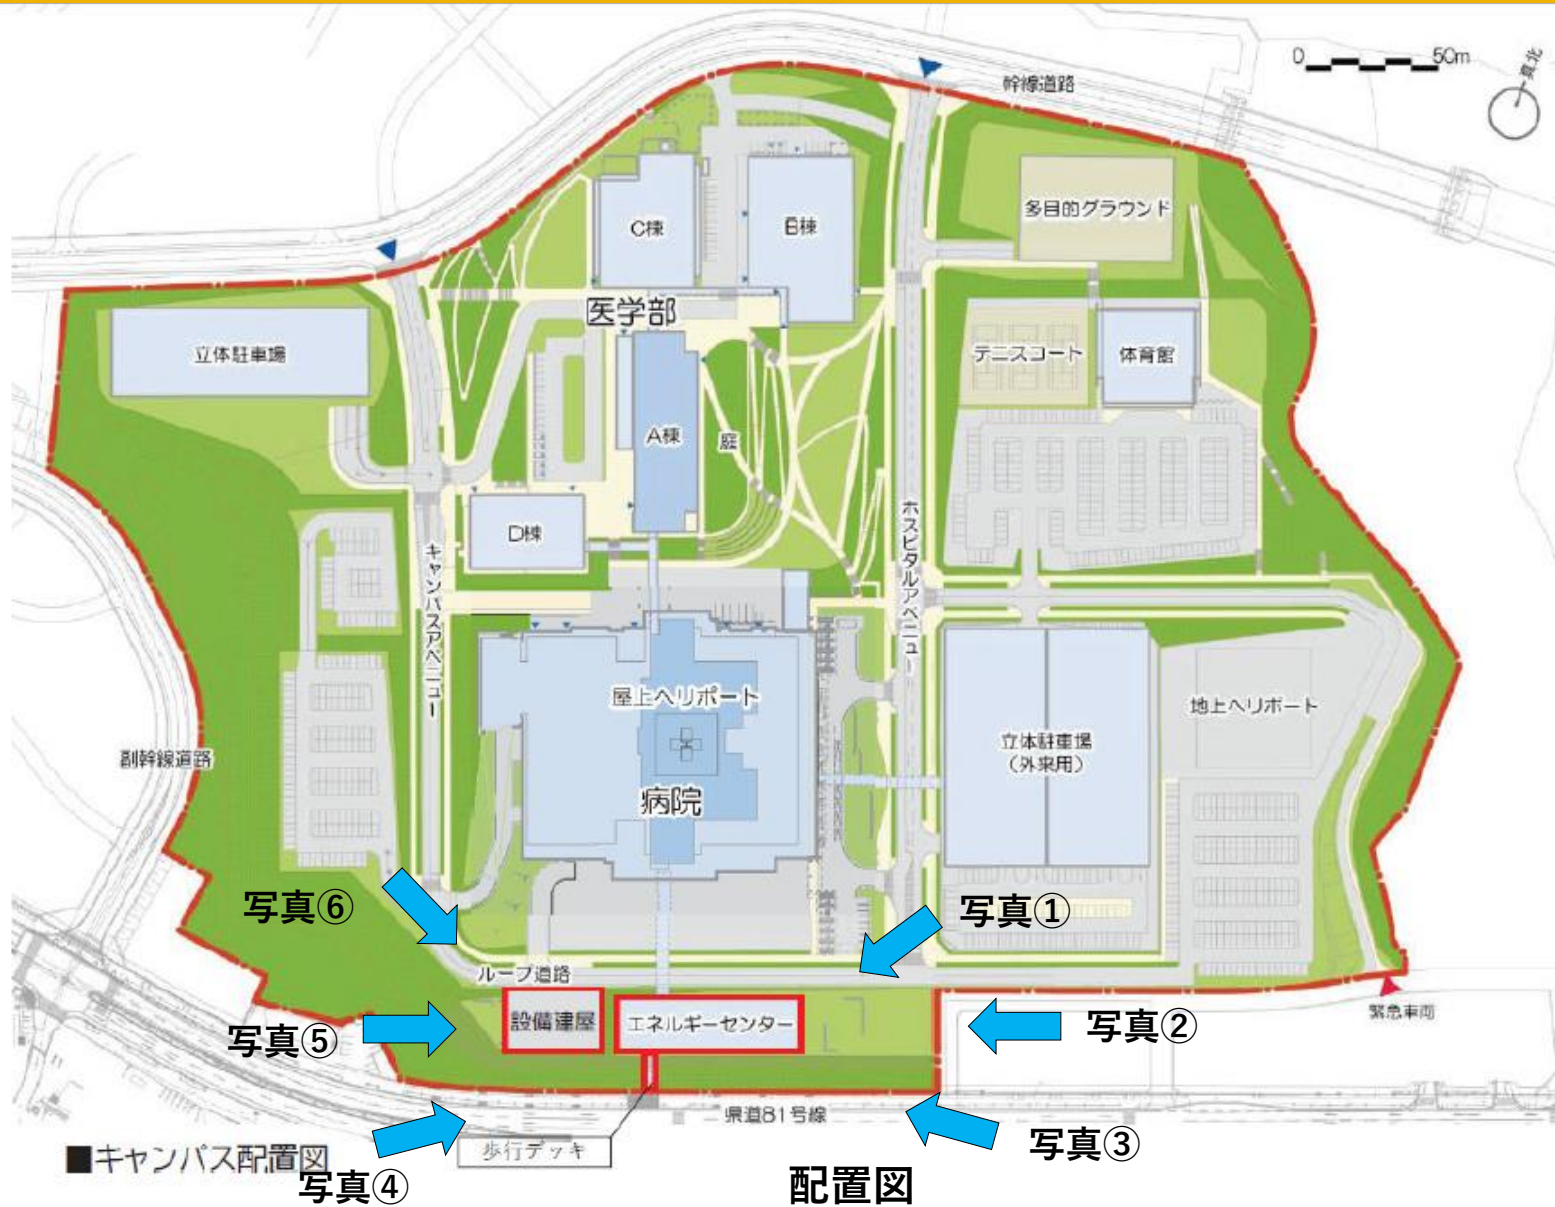 0 50m
真北
幹線道路
多目的グラウンド
C棟
B棟
医学部
立体駐車場
テニスコート
体育館
A棟
庭
D棟
キャンパスアベニュー
ホスピタルアベニュー
屋上ヘリポート
病院
立体駐車場
(外来用)
地上ヘリポート
副幹線道路
写真⑥
写真①
ループ道路
設備建屋
エネルギーセンター
写真⑤
写真②
緊急車両
県道81号線
歩行デッキ
写真③
■キャンパス配置図
写真④
配置図